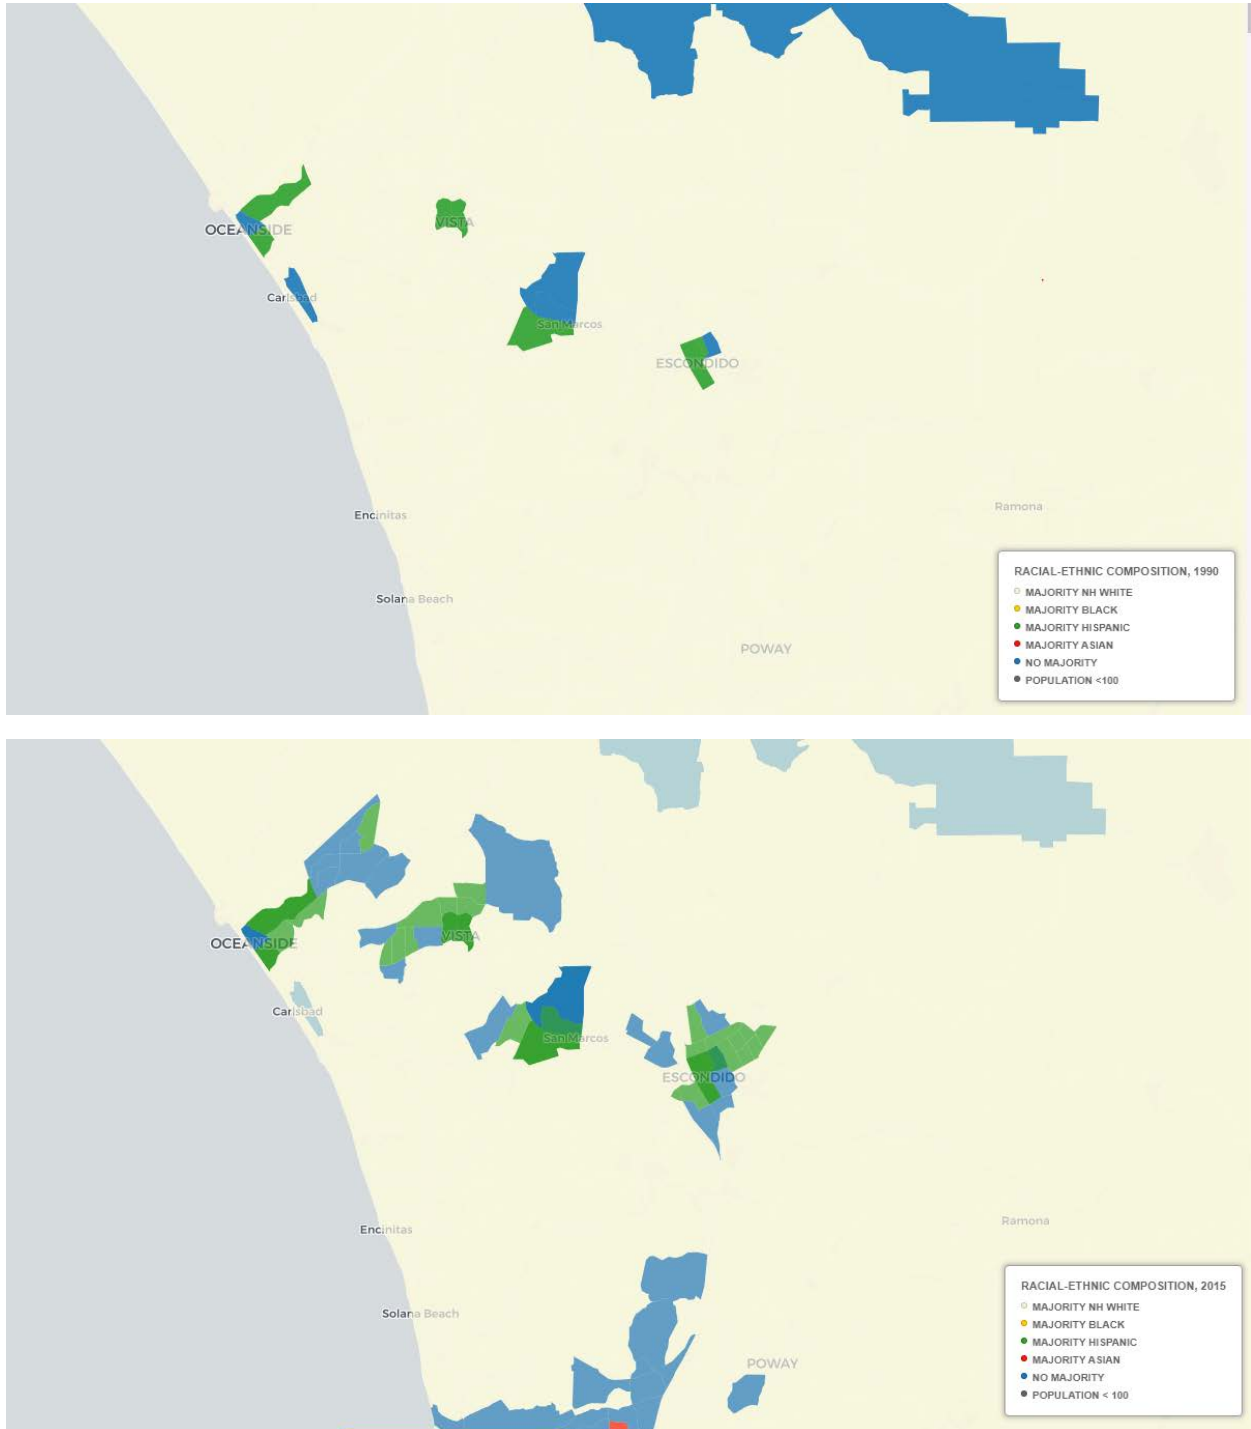 OCEANSIDE
VISTA
Carlsbad
San Marcos
ESCONDIDO
Encinitas
Ramona
Solana Beach
POWAY
RACIAL-ETHNIC COMPOSITION, 1990
MAJORITY NH WHITE
MAJORITY BLACK
MAJORITY HISPANIC
MAJORITY ASIAN
NO MAJORITY
POPULATION <100
OCEANSIDE
VISTA
Carlsbad
San Marcos
ESCONDIDO
Encinitas
Ramona
Solana Beach
POWAY
RACIAL-ETHNIC COMPOSITION, 2015
MAJORITY NH WHITE
MAJORITY BLACK
MAJORITY HISPANIC
MAJORITY ASIAN
NO MAJORITY
POPULATION < 100